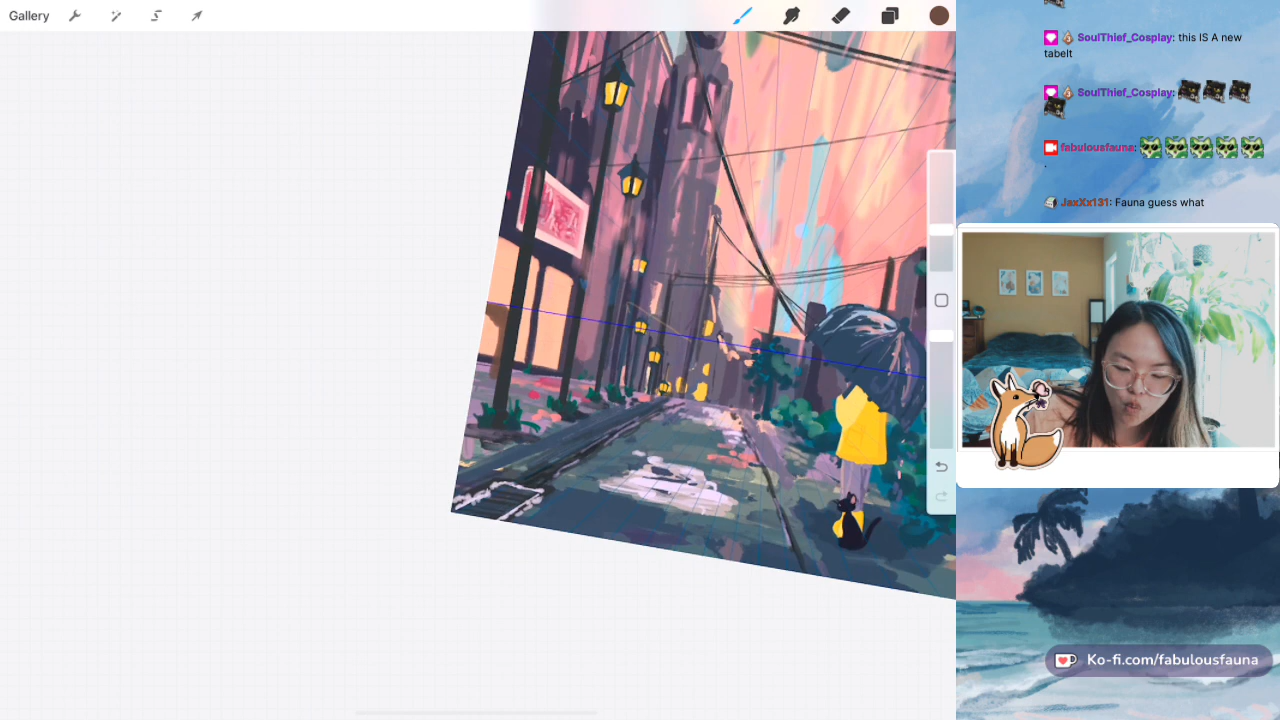 Gallery
SoulThief_Cosplay: this IS A new
tabelt
SoulThief_Cosplay:
fabulousfauna:
.
JaxXx131: Fauna guess what
Ko-fi.com/fabulousfauna